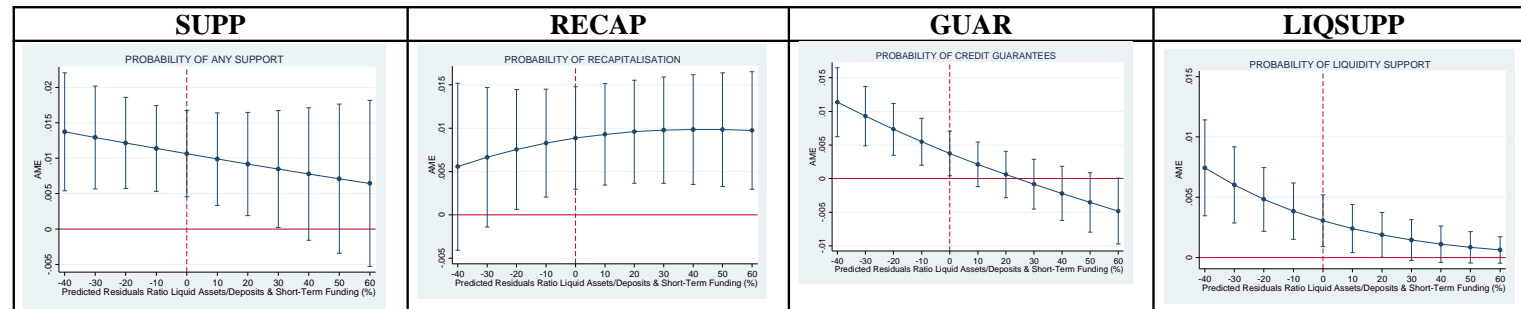 SUPP
RECAP
GUAR
LIQSUPP
PROBABILITY OF ANY SUPPORT
AME
.02
.015
.01
.005
0
-.005
-40 -30 -20 -10 0 10 20 30 40 50 60
Predicted Residuals Ratio Liquid Assets/Deposits & Short-Term Funding (%)
PROBABILITY OF RECAPITALISATION
AME
.015
.01
.005
0
-.005
-40 -30 -20 -10 0 10 20 30 40 50 60
Predicted Residuals Ratio Liquid Assets/Deposits & Short-Term Funding (%)
PROBABILITY OF CREDIT GUARANTEES
AME
.015
.01
.005
0
-.005
-.01
-40 -30 -20 -10 0 10 20 30 40 50 60
Predicted Residuals Ratio Liquid Assets/Deposits & Short-Term Funding (%)
PROBABILITY OF LIQUIDITY SUPPORT
AME
.015
.01
.005
0
-40 -30 -20 -10 0 10 20 30 40 50 60
Predicted Residuals Ratio Liquid Assets/Deposits & Short-Term Funding (%)